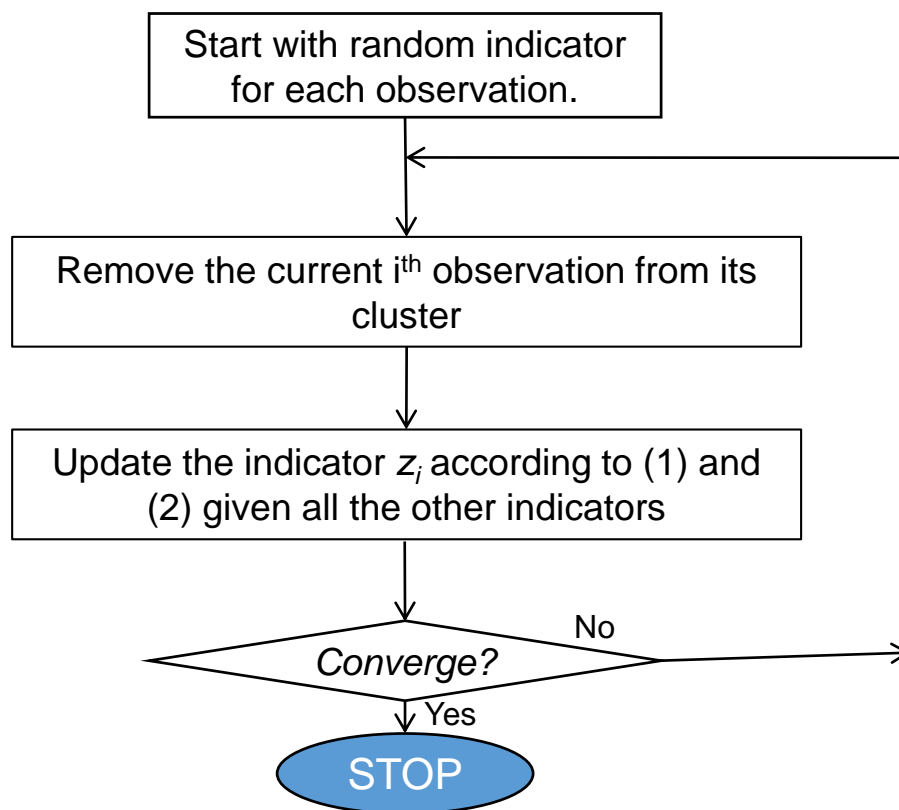 Start with random indicator
for each observation.
Remove the current iᵗʰ observation from its
cluster
Update the indicator zᵢ according to (1) and
(2) given all the other indicators
No
Converge?
Yes
STOP